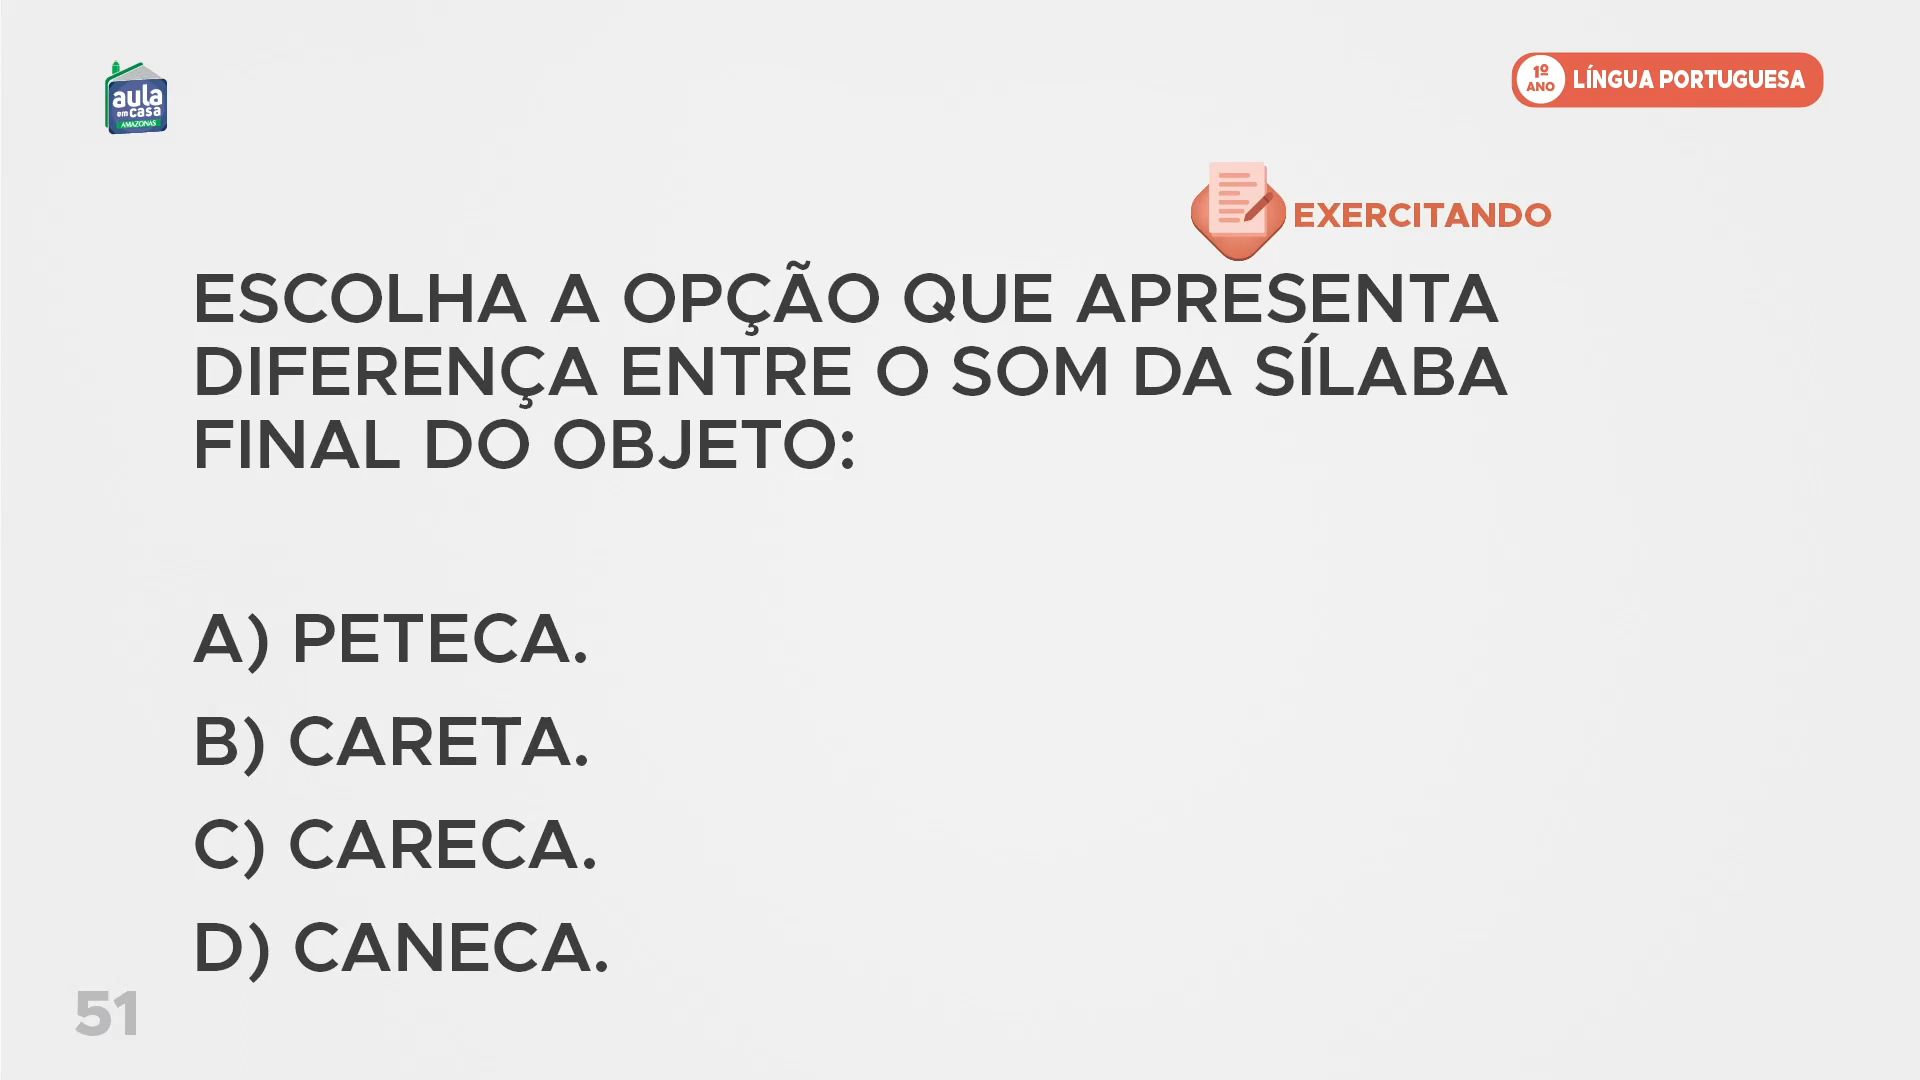 aula
em casa
AMAZONAS
1º
ANO
LÍNGUA PORTUGUESA
EXERCITANDO
ESCOLHA A OPÇÃO QUE APRESENTA
DIFERENÇA ENTRE O SOM DA SÍLABA
FINAL DO OBJETO:
A) PETECA.
B) CARETA.
C) CARECA.
D) CANECA.
51